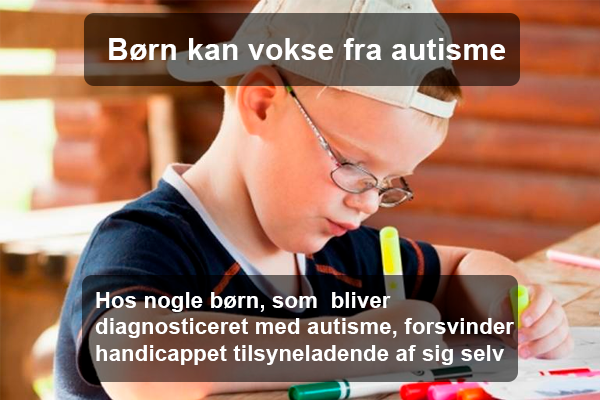 Børn kan vokse fra autisme
Hos nogle børn, som bliver
diagnosticeret med autisme, forsvinder
handicappet tilsyneladende af sig selv